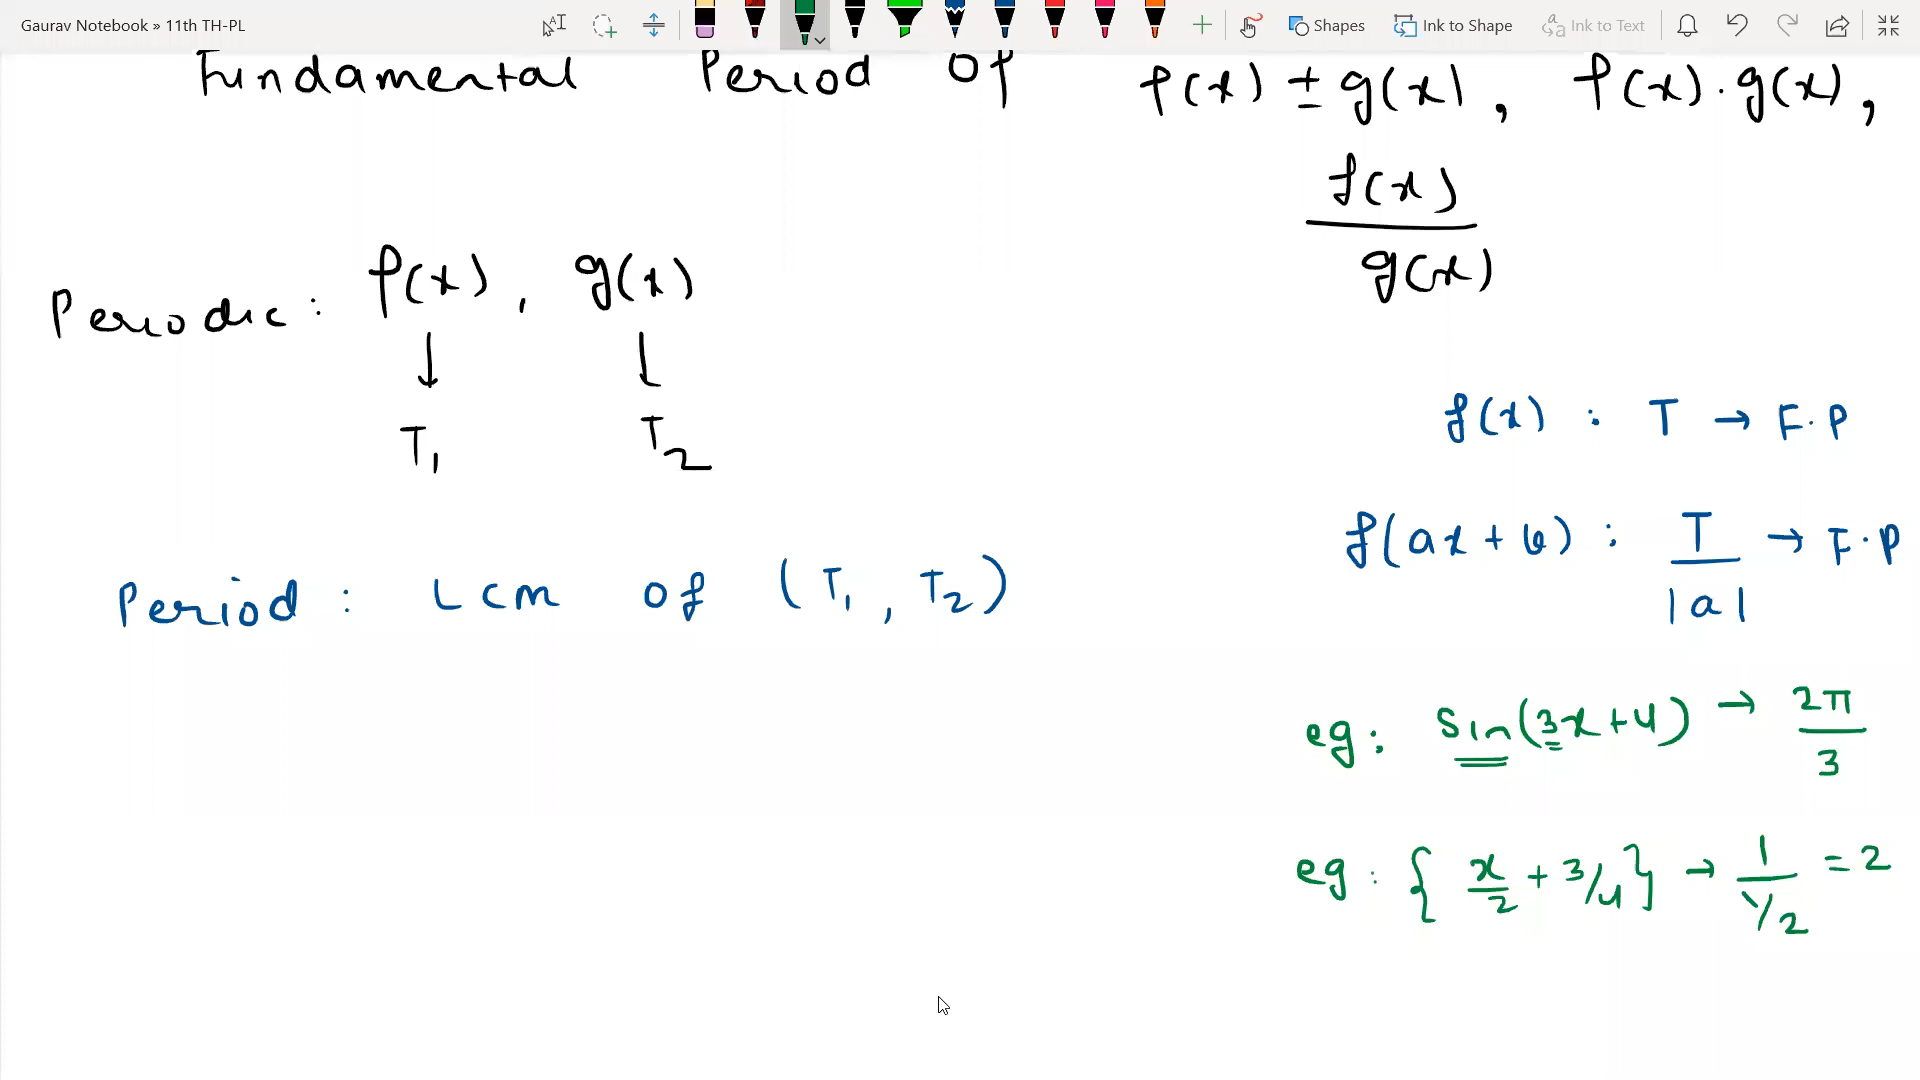 Gaurav Notebook » 11th TH-PL
Shapes
Ink to Shape
Ink to Text
Fundamental Period Of f(x) ± g(x), f(x) · g(x),
f(x)
g(x)
Periodic : f(x), g(x)
↓ ↓
T₁ T₂
f(x) : T → F.P
f(ax + b) : T/|a| → F.P
Period : LCM Of (T₁, T₂)
eg: Sin(3x+4) → 2π/3
eg: { x/2 + 3/4 } → 1/1/2 = 2